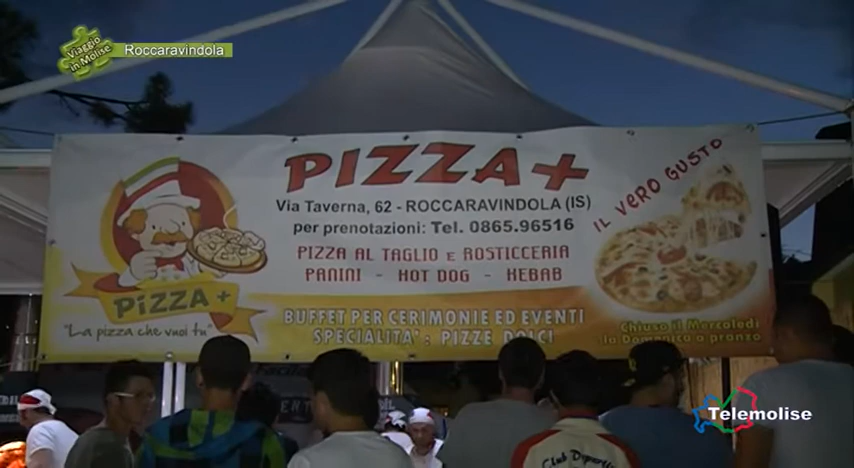 Viaggio
in Molise
Roccaravindola
PIZZA +
Via Taverna, 62 - ROCCARAVINDOLA (IS)
per prenotazioni: Tel. 0865.96516
PIZZA AL TAGLIO e ROSTICCERIA
PANINI - HOT DOG - KEBAB
IL VERO GUSTO
PIZZA +
"La pizza che vuoi tu"
BUFFET PER CERIMONIE ED EVENTI
SPECIALITA': PIZZE DOLCI
Chiuso il Mercoledì
la Domenica a pranzo
Telemolise
Club